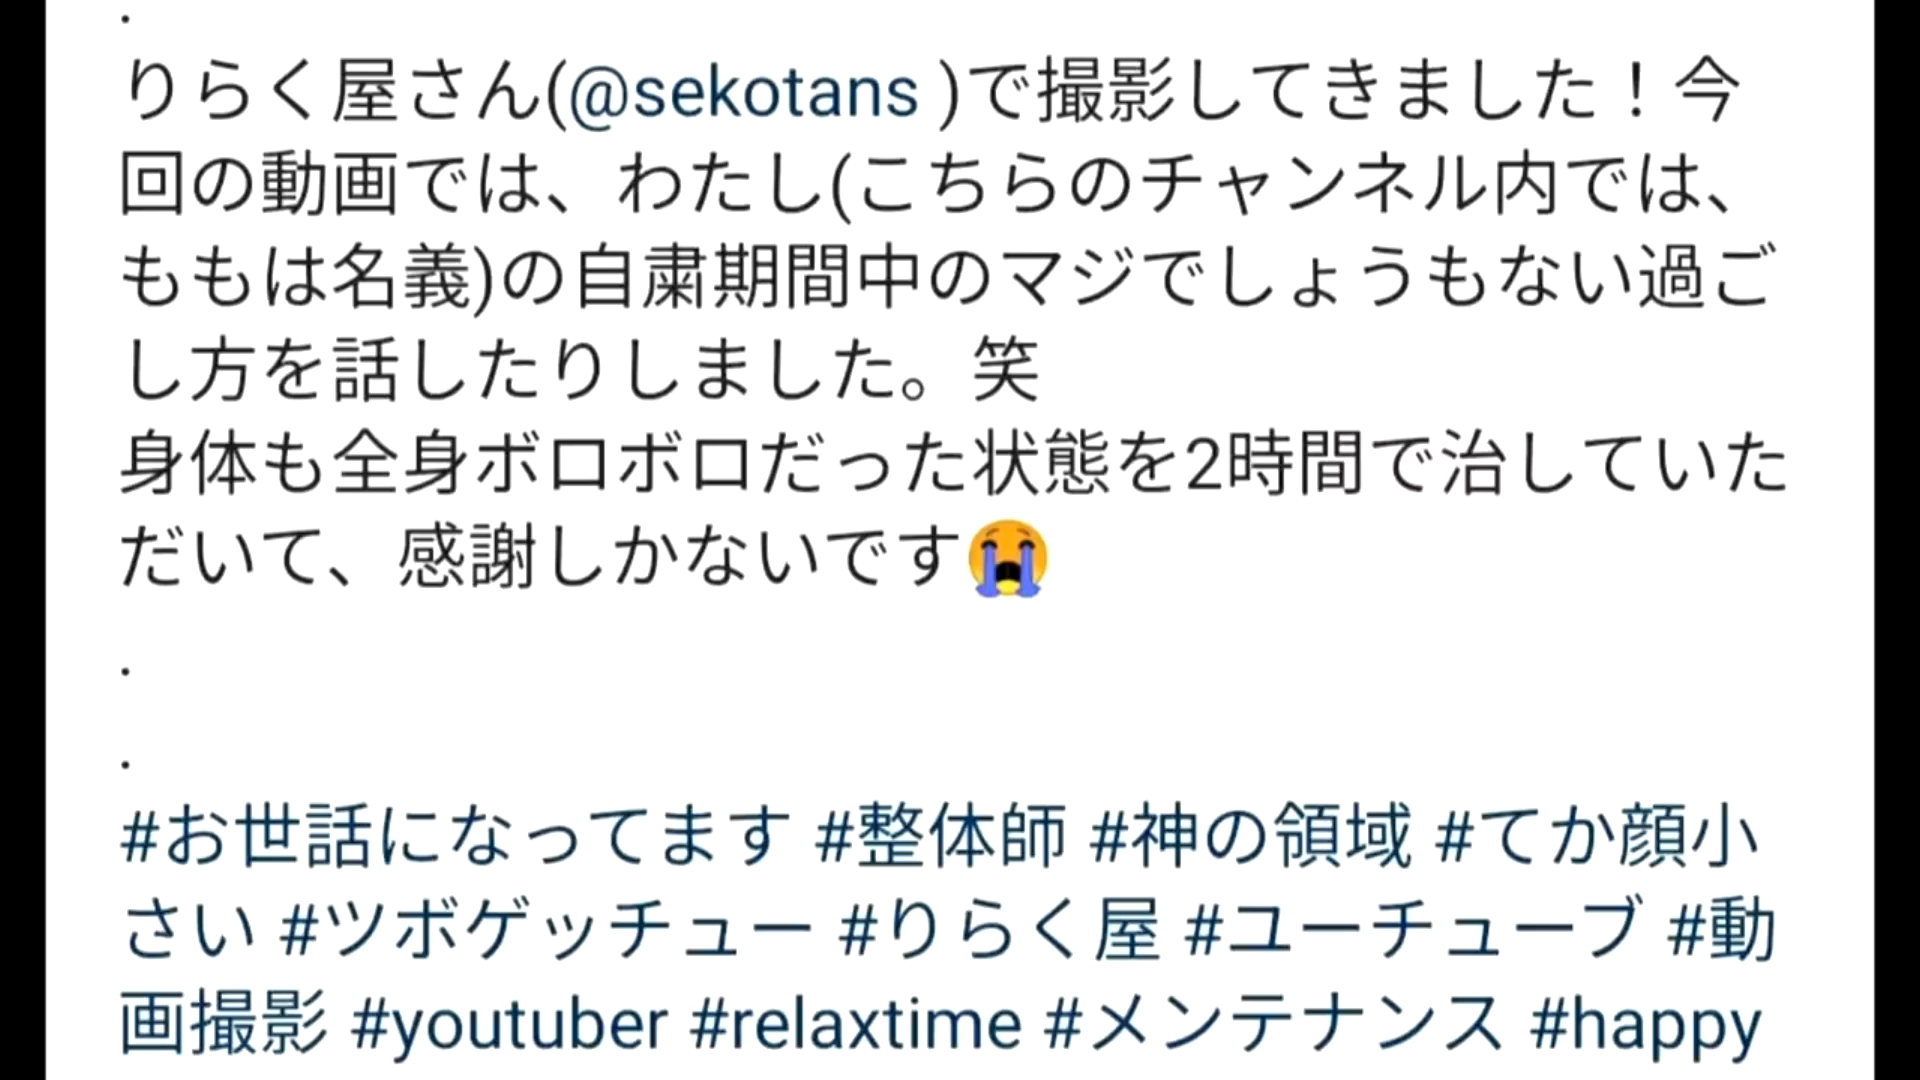 .
りらく屋さん(@sekotans )で撮影してきました！今
回の動画では、わたし(こちらのチャンネル内では、
ももは名義)の自粛期間中のマジでしょうもない過ご
し方を話したりしました。笑
身体も全身ボロボロだった状態を2時間で治していた
だいて、感謝しかないです😭
.
.
#お世話になってます #整体師 #神の領域 #てか顔小
さい #ツボゲッチュー #りらく屋 #ユーチューブ #動
画撮影 #youtuber #relaxtime #メンテナンス #happy